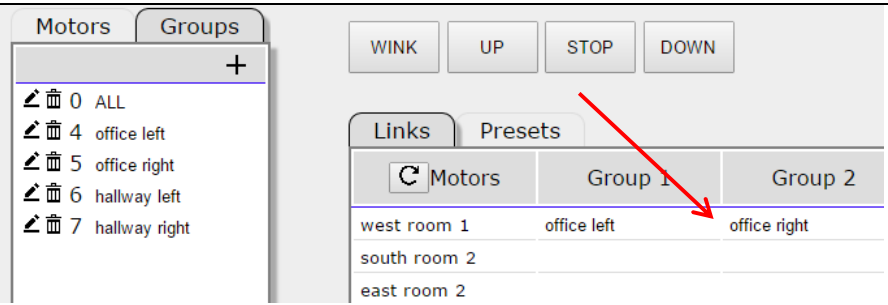 Motors Groups
+
0 ALL
4 office left
5 office right
6 hallway left
7 hallway right
WINK UP STOP DOWN
Links Presets
Motors Group 1 Group 2
west room 1 office left office right
south room 2
east room 2